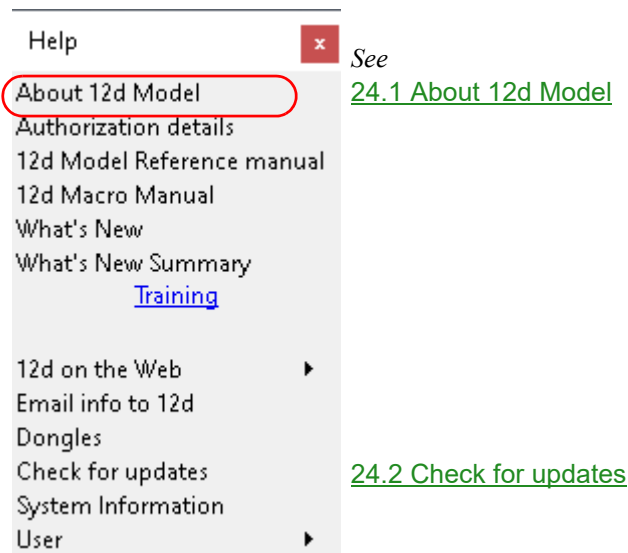 Help x
See
About 12d Model 24.1 About 12d Model
Authorization details
12d Model Reference manual
12d Macro Manual
What's New
What's New Summary
Training
12d on the Web
Email info to 12d
Dongles
Check for updates 24.2 Check for updates
System Information
User